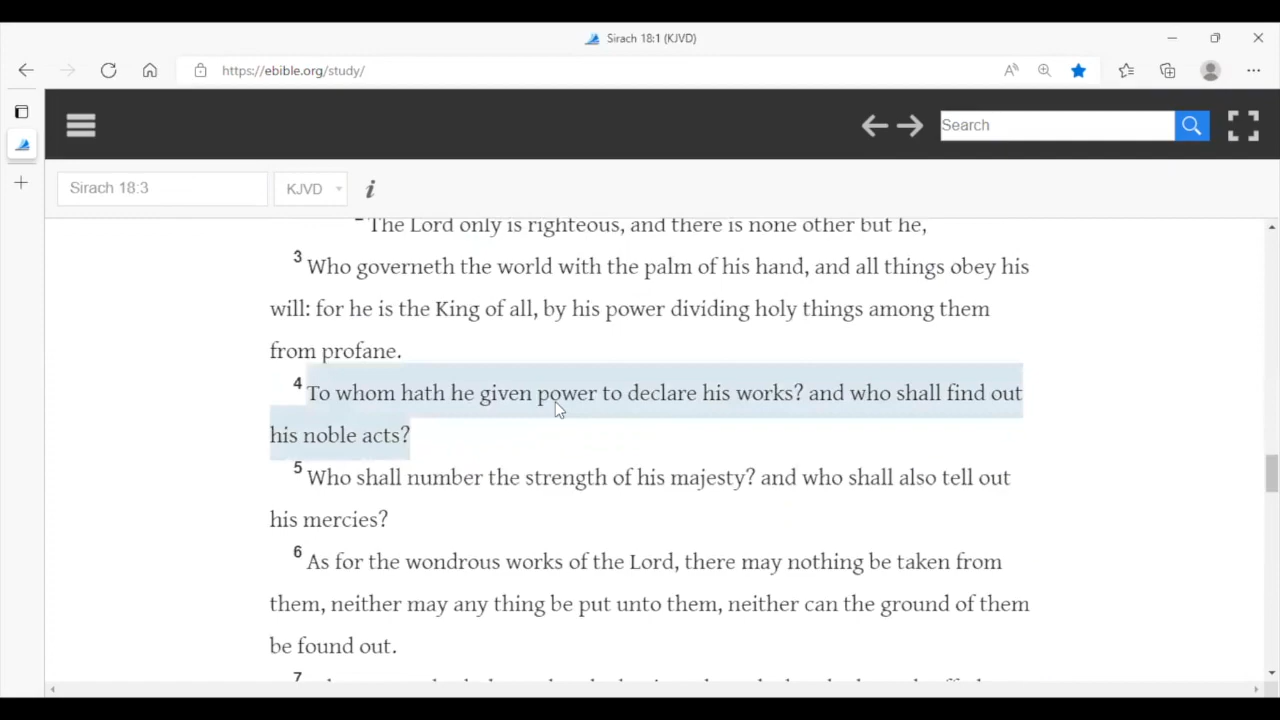 Sirach 18:1 (KJVD)
https://ebible.org/study/
Search
Sirach 18:3
KJVD
i
The Lord only is righteous, and there is none other but he,
3 Who governeth the world with the palm of his hand, and all things obey his
will: for he is the King of all, by his power dividing holy things among them
from profane.
4 To whom hath he given power to declare his works? and who shall find out
his noble acts?
5 Who shall number the strength of his majesty? and who shall also tell out
his mercies?
6 As for the wondrous works of the Lord, there may nothing be taken from
them, neither may any thing be put unto them, neither can the ground of them
be found out.
7